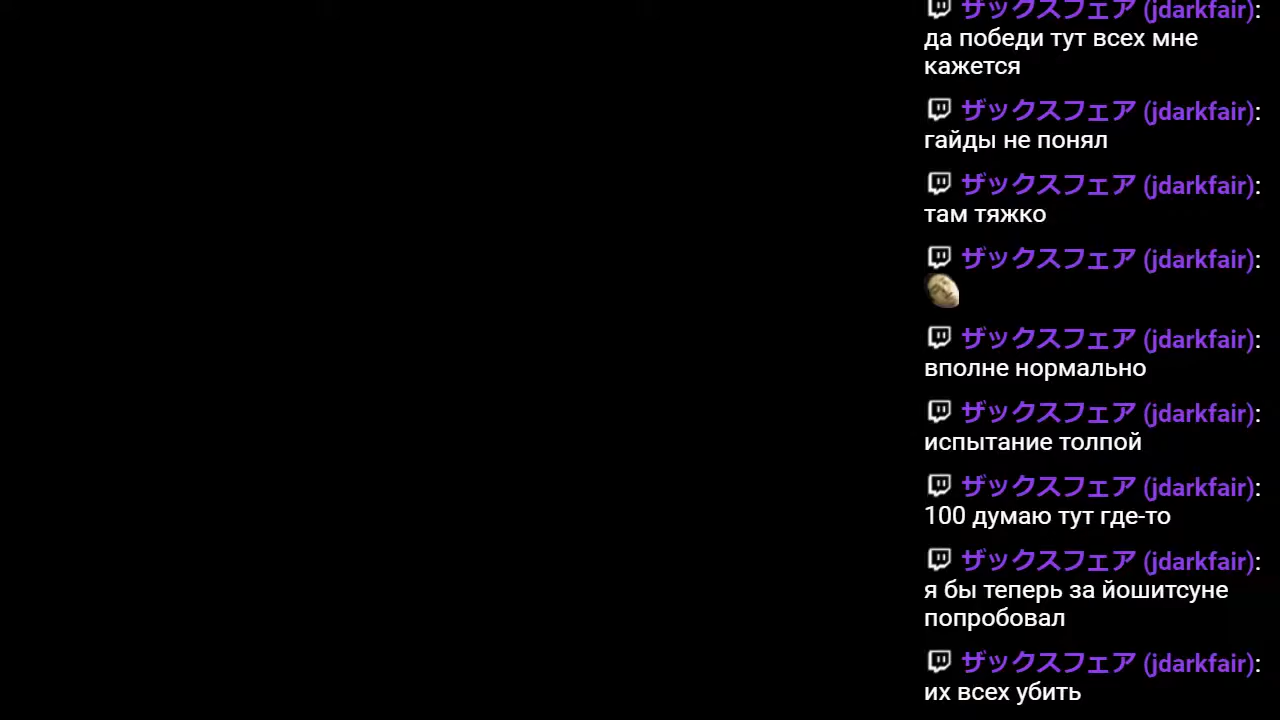 ザックスフェア (jdarkfair):
да победи тут всех мне
кажется
ザックスフェア (jdarkfair):
гайды не понял
ザックスフェア (jdarkfair):
там тяжко
ザックスフェア (jdarkfair):
ザックスフェア (jdarkfair):
вполне нормально
ザックスフェア (jdarkfair):
испытание толпой
ザックスフェア (jdarkfair):
100 думаю тут где-то
ザックスフェア (jdarkfair):
я бы теперь за йошитсуне
попробовал
ザックスフェア (jdarkfair):
их всех убить